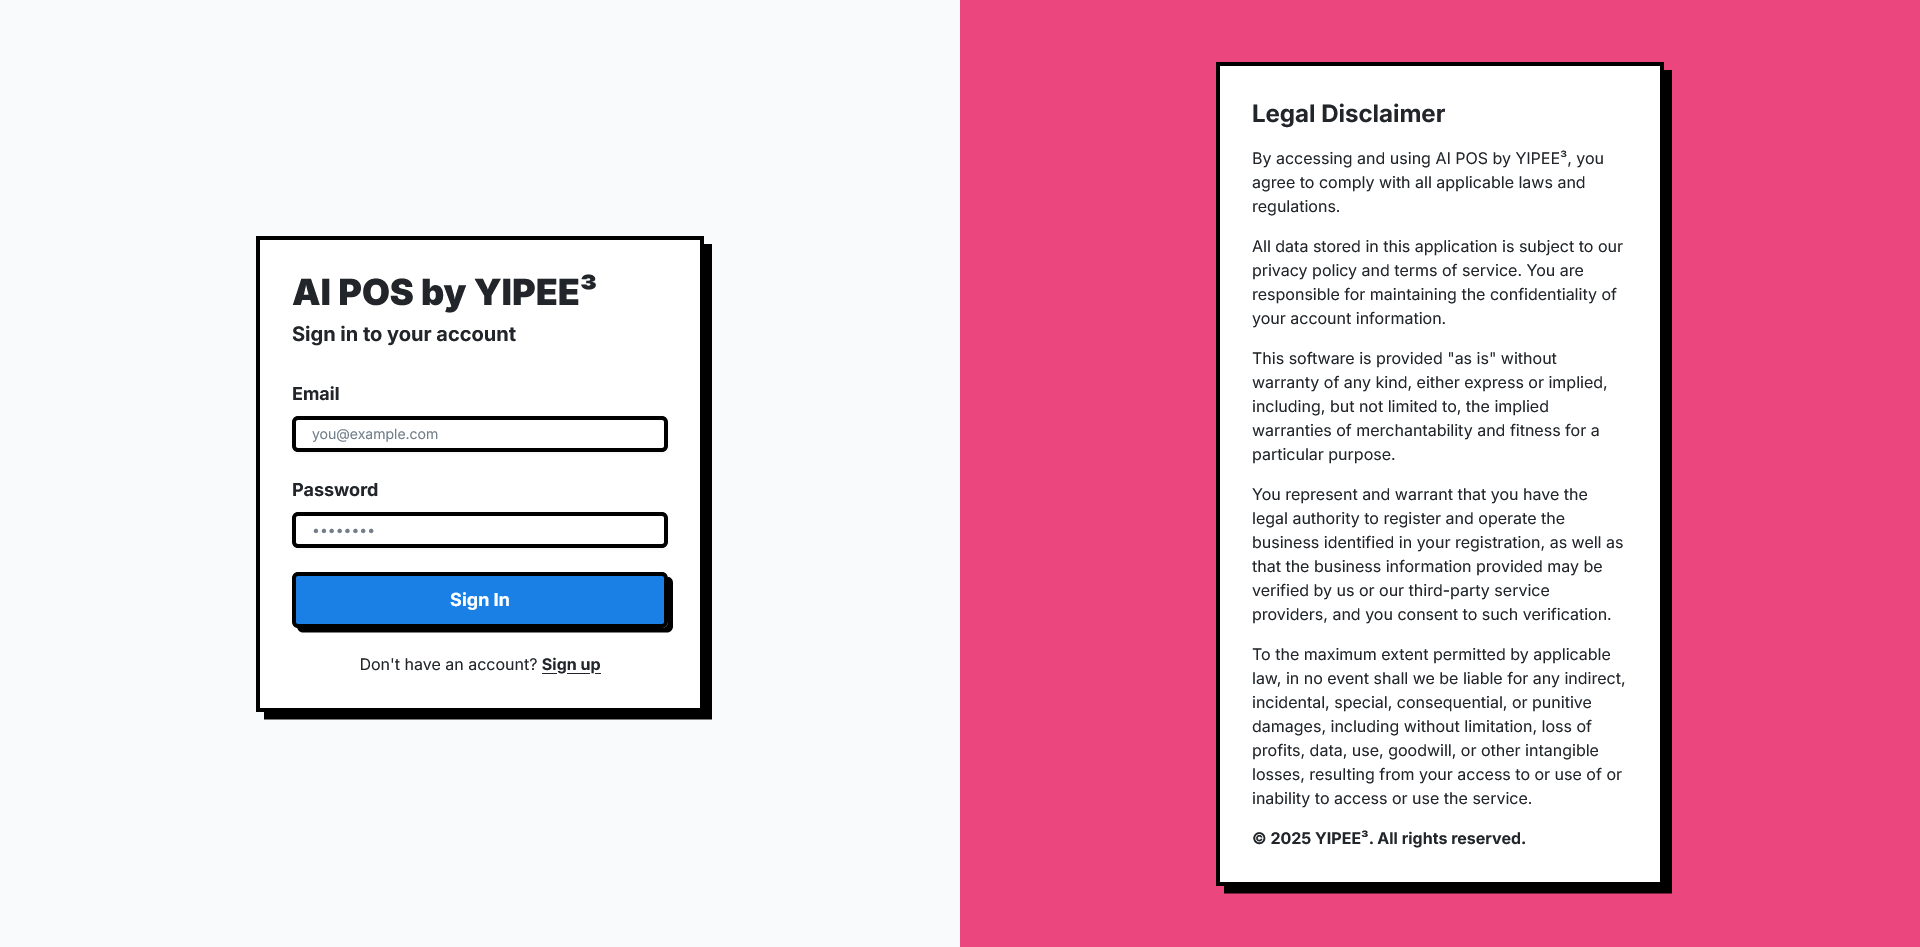 AI POS by YIPEE³
Sign in to your account
Email
you@example.com
Password
••••••••
Sign In
Don't have an account? Sign up
Legal Disclaimer
By accessing and using AI POS by YIPEE³, you
agree to comply with all applicable laws and
regulations.
All data stored in this application is subject to our
privacy policy and terms of service. You are
responsible for maintaining the confidentiality of
your account information.
This software is provided "as is" without
warranty of any kind, either express or implied,
including, but not limited to, the implied
warranties of merchantability and fitness for a
particular purpose.
You represent and warrant that you have the
legal authority to register and operate the
business identified in your registration, as well as
that the business information provided may be
verified by us or our third-party service
providers, and you consent to such verification.
To the maximum extent permitted by applicable
law, in no event shall we be liable for any indirect,
incidental, special, consequential, or punitive
damages, including without limitation, loss of
profits, data, use, goodwill, or other intangible
losses, resulting from your access to or use of or
inability to access or use the service.
© 2025 YIPEE³. All rights reserved.